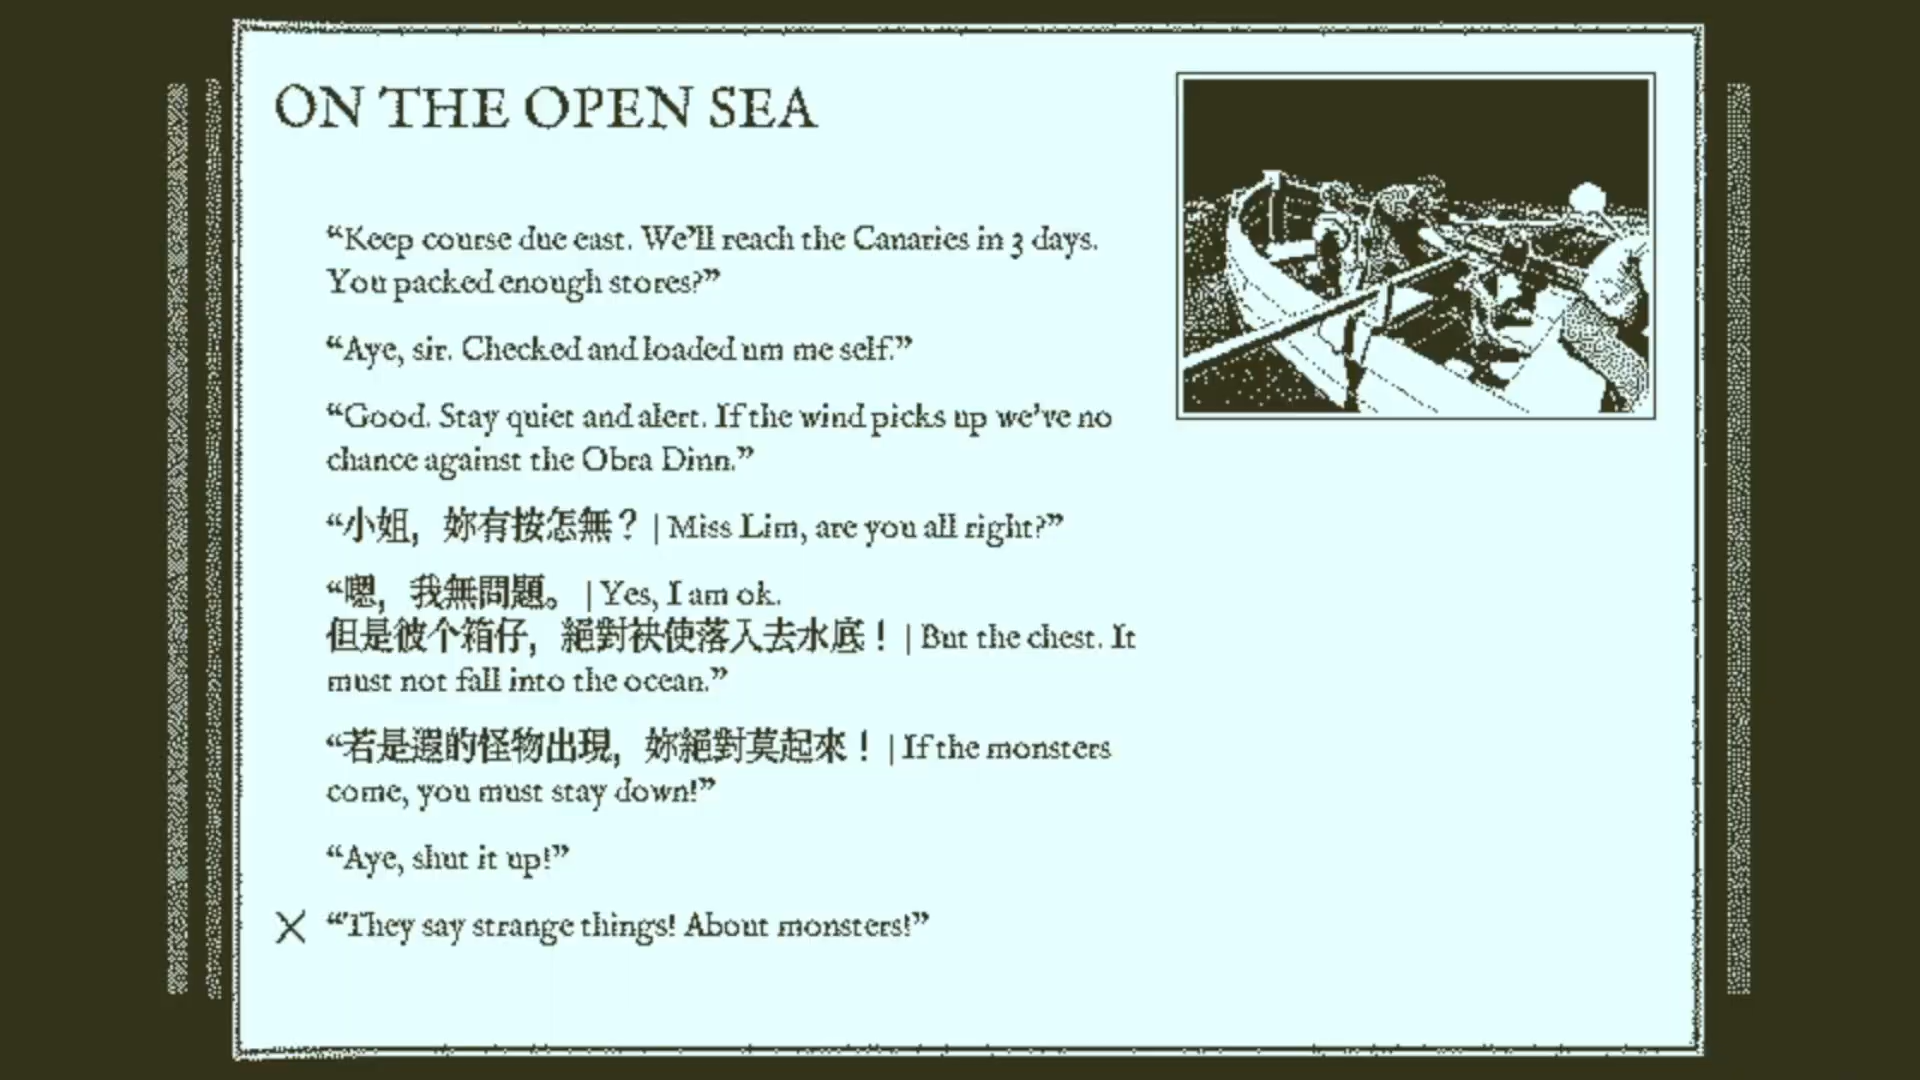 ON THE OPEN SEA
“Keep course due east. We’ll reach the Canaries in 3 days.
You packed enough stores?”
“Aye, sir. Checked and loaded um me self.”
“Good. Stay quiet and alert. If the wind picks up we’ve no
chance against the Obra Dinn.”
“小姐，妳有按怎無？ | Miss Lim, are you all right?”
“嗯，我無問題。 | Yes, I am ok.
但是彼个箱仔，絕對袂使落入去水底！ | But the chest. It
must not fall into the ocean.”
“若是遐的怪物出現，妳絕對莫起來！ | If the monsters
come, you must stay down!”
“Aye, shut it up!”
X “They say strange things! About monsters!”